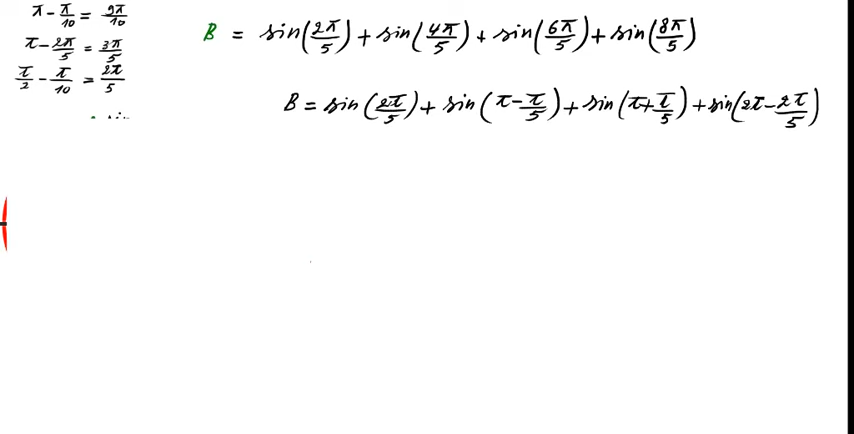 π - π/10 = 9π/10
π - 2π/5 = 3π/5
π/2 - π/10 = 2π/5
B = sin(2π/5) + sin(4π/5) + sin(6π/5) + sin(8π/5)
B = sin(2π/5) + sin(π - π/5) + sin(π + π/5) + sin(2π - 2π/5)